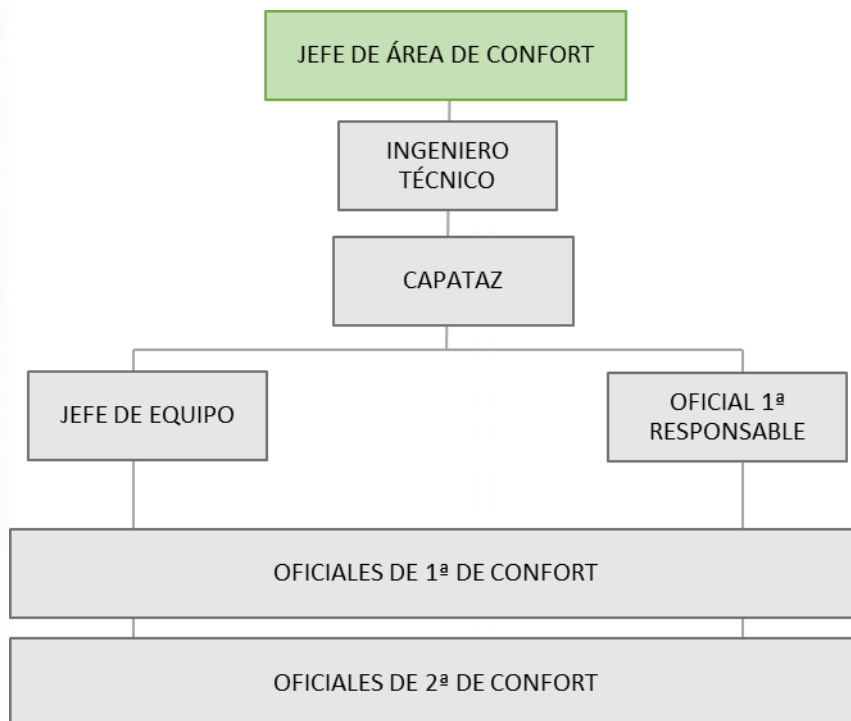 JEFE DE ÁREA DE CONFORT
INGENIERO
TÉCNICO
CAPATAZ
JEFE DE EQUIPO
OFICIAL 1ª
RESPONSABLE
OFICIALES DE 1ª DE CONFORT
OFICIALES DE 2ª DE CONFORT